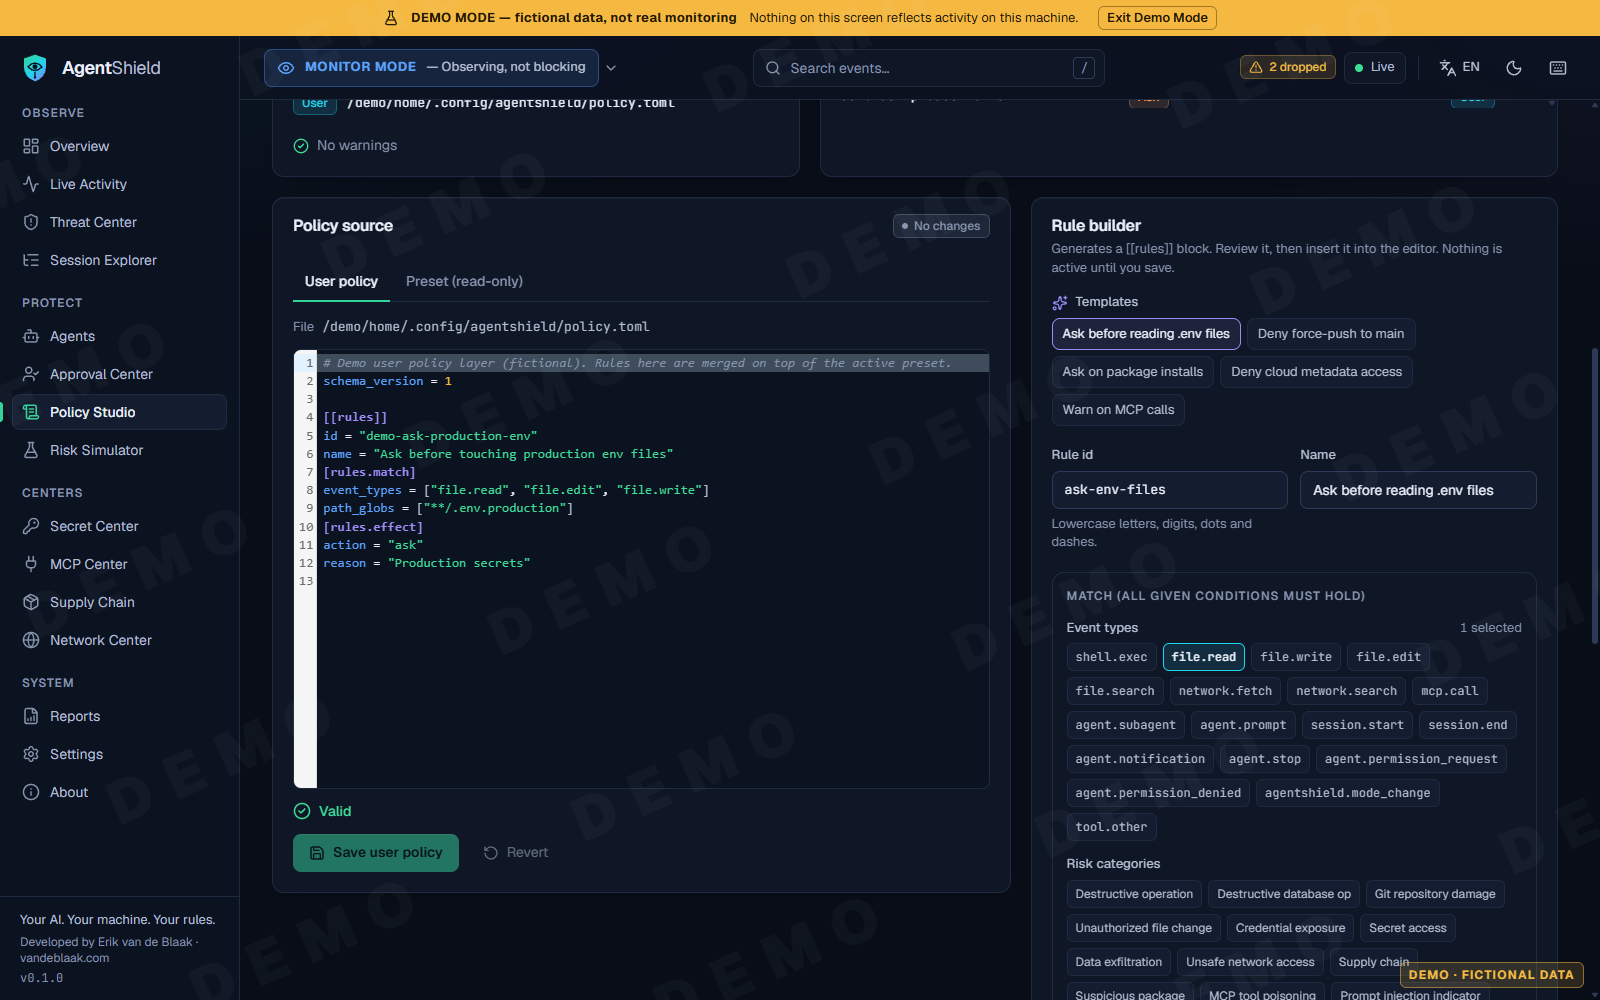 DEMO MODE — fictional data, not real monitoring Nothing on this screen reflects activity on this machine. Exit Demo Mode
AgentShield
MONITOR MODE — Observing, not blocking
Search events... /
2 dropped
Live
EN
OBSERVE
Overview
Live Activity
Threat Center
Session Explorer
PROTECT
Agents
Approval Center
Policy Studio
Risk Simulator
CENTERS
Secret Center
MCP Center
Supply Chain
Network Center
SYSTEM
Reports
Settings
About
Your AI. Your machine. Your rules.
Developed by Erik van de Blaak ·
vandeblaak.com
v0.1.0
User /demo/home/.config/agentshield/policy.toml
No warnings
Policy source
No changes
User policy Preset (read-only)
File /demo/home/.config/agentshield/policy.toml
1 # Demo user policy layer (fictional). Rules here are merged on top of the active preset.
2 schema_version = 1
3
4 [[rules]]
5 id = "demo-ask-production-env"
6 name = "Ask before touching production env files"
7 [rules.match]
8 event_types = ["file.read", "file.edit", "file.write"]
9 path_globs = ["**/.env.production"]
10 [rules.effect]
11 action = "ask"
12 reason = "Production secrets"
13
Valid
Save user policy Revert
Rule builder
Generates a [[rules]] block. Review it, then insert it into the editor. Nothing is
active until you save.
Templates
Ask before reading .env files Deny force-push to main
Ask on package installs Deny cloud metadata access
Warn on MCP calls
Rule id Name
ask-env-files Ask before reading .env files
Lowercase letters, digits, dots and
dashes.
MATCH (ALL GIVEN CONDITIONS MUST HOLD)
Event types 1 selected
shell.exec file.read file.write file.edit
file.search network.fetch network.search mcp.call
agent.subagent agent.prompt session.start session.end
agent.notification agent.stop agent.permission_request
agent.permission_denied agentshield.mode_change
tool.other
Risk categories
Destructive operation Destructive database op Git repository damage
Unauthorized file change Credential exposure Secret access
Data exfiltration Unsafe network access Supply chain
Suspicious package MCP tool poisoning Prompt injection indicator
DEMO · FICTIONAL DATA